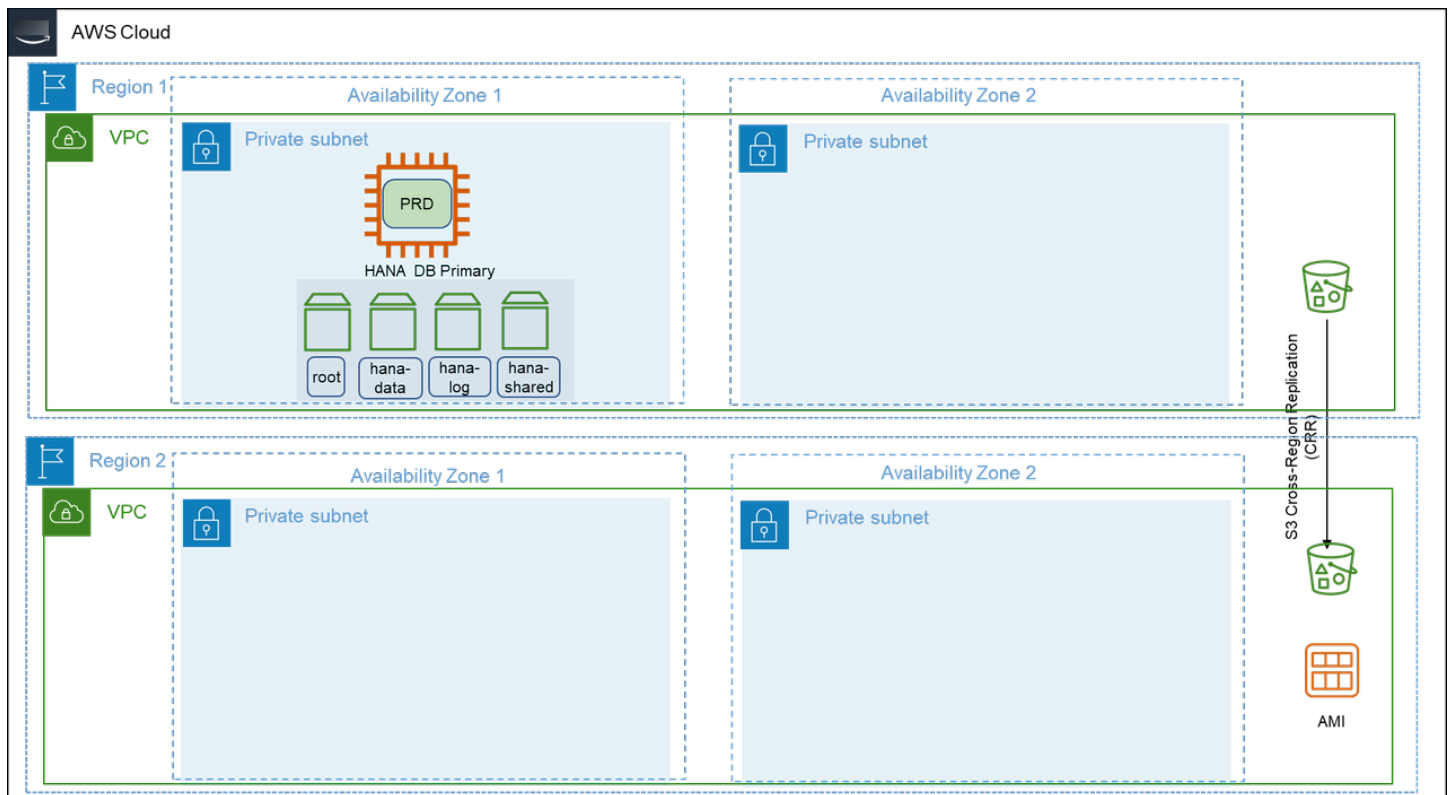 AWS Cloud
Region 1
Availability Zone 1
Availability Zone 2
VPC
Private subnet
Private subnet
PRD
HANA DB Primary
root
hana-
data
hana-
log
hana-
shared
S3 Cross-Region Replication
(CRR)
Region 2
Availability Zone 1
Availability Zone 2
VPC
Private subnet
Private subnet
AMI